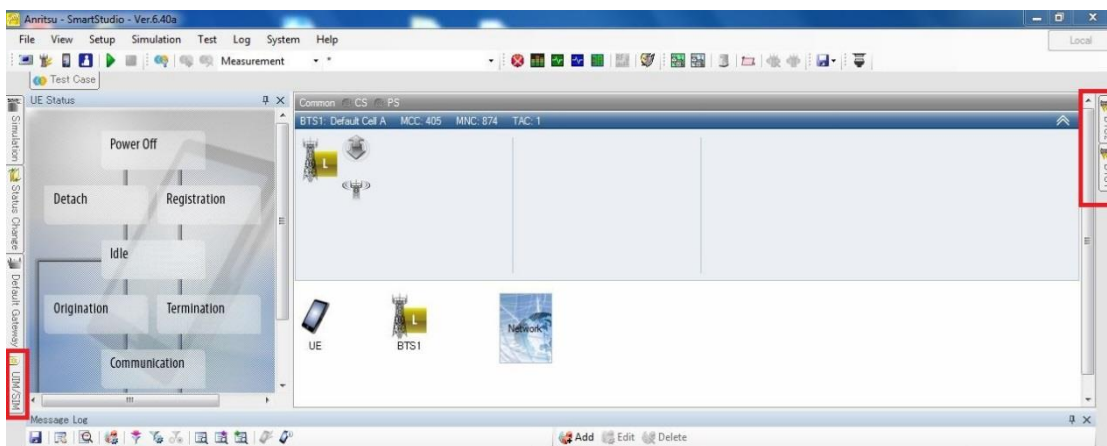 Anritsu - SmartStudio - Ver.6.40a
File View Setup Simulation Test Log System Help
Local
Measurement
Test Case
UE Status
Common CS PS
BTS1: Default Cell A MCC: 405 MNC: 874 TAC: 1
L
Simulation
Status Change
Default Gateway
UIM/SIM
Power Off
Detach Registration
Idle
Origination Termination
Communication
L
Network
UE BTS1
Message Log
Add Edit Delete